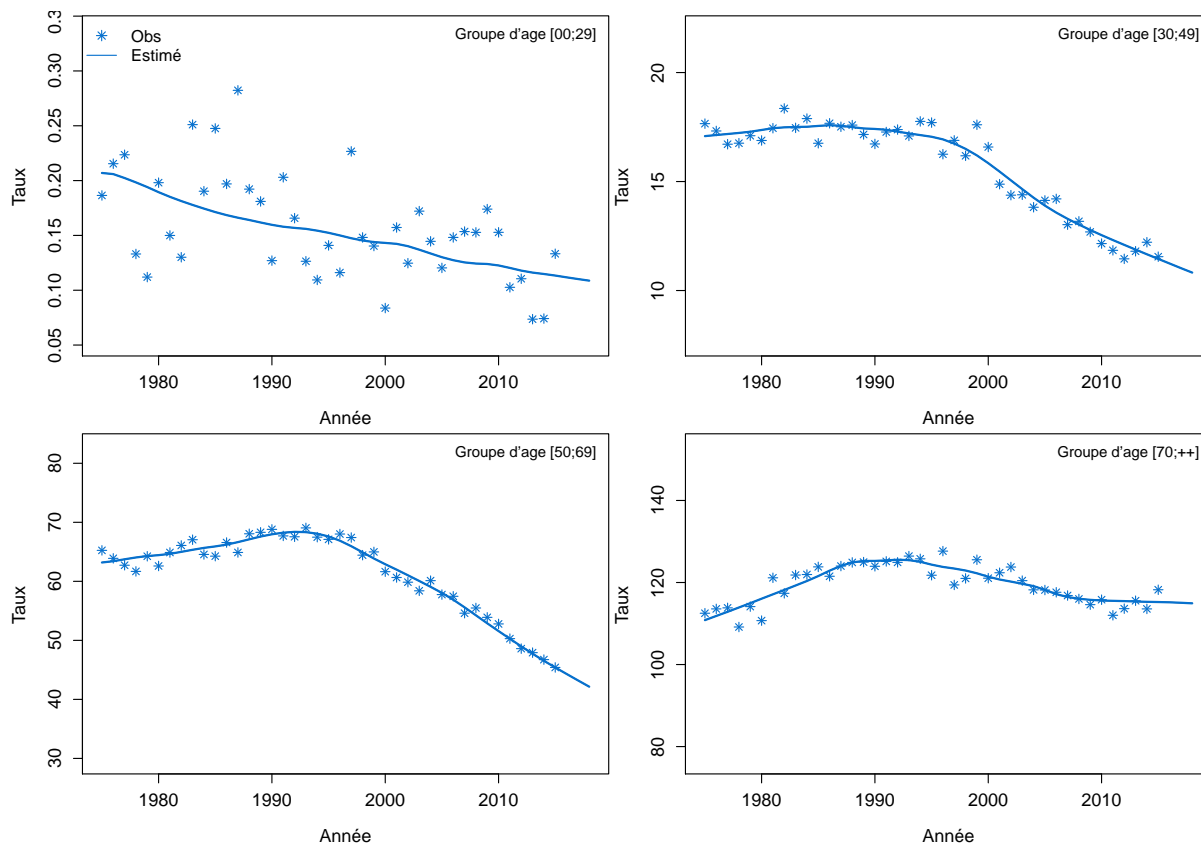 Obs
Estimé
Groupe d'age [00;29]
Taux
0.05
0.10
0.15
0.20
0.25
0.30
0.3
1980
1990
2000
2010
Année
Groupe d'age [30;49]
Taux
10
15
20
1980
1990
2000
2010
Année
Groupe d'age [50;69]
Taux
30
40
50
60
70
80
1980
1990
2000
2010
Année
Groupe d'age [70;++]
Taux
80
100
120
140
1980
1990
2000
2010
Année